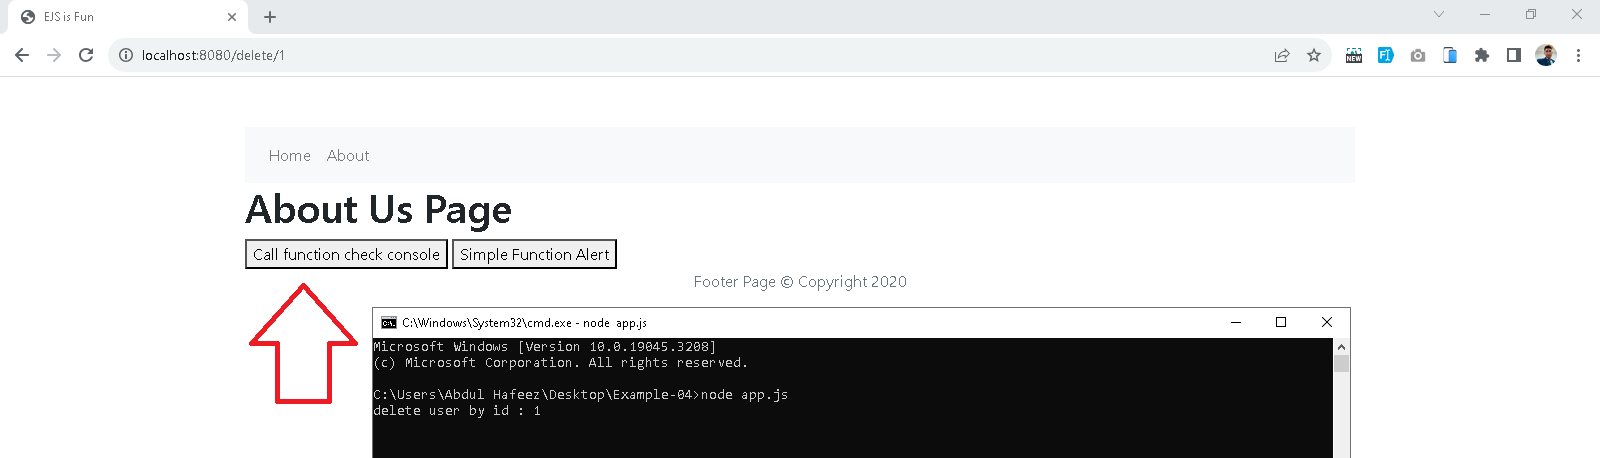 EJS is Fun
localhost:8080/delete/1
NEW
Home About
About Us Page
Call function check console Simple Function Alert
Footer Page © Copyright 2020
C:\Windows\System32\cmd.exe - node app.js
Microsoft Windows [Version 10.0.19045.3208]
(c) Microsoft Corporation. All rights reserved.
C:\Users\Abdul Hafeez\Desktop\Example-04>node app.js
delete user by id : 1